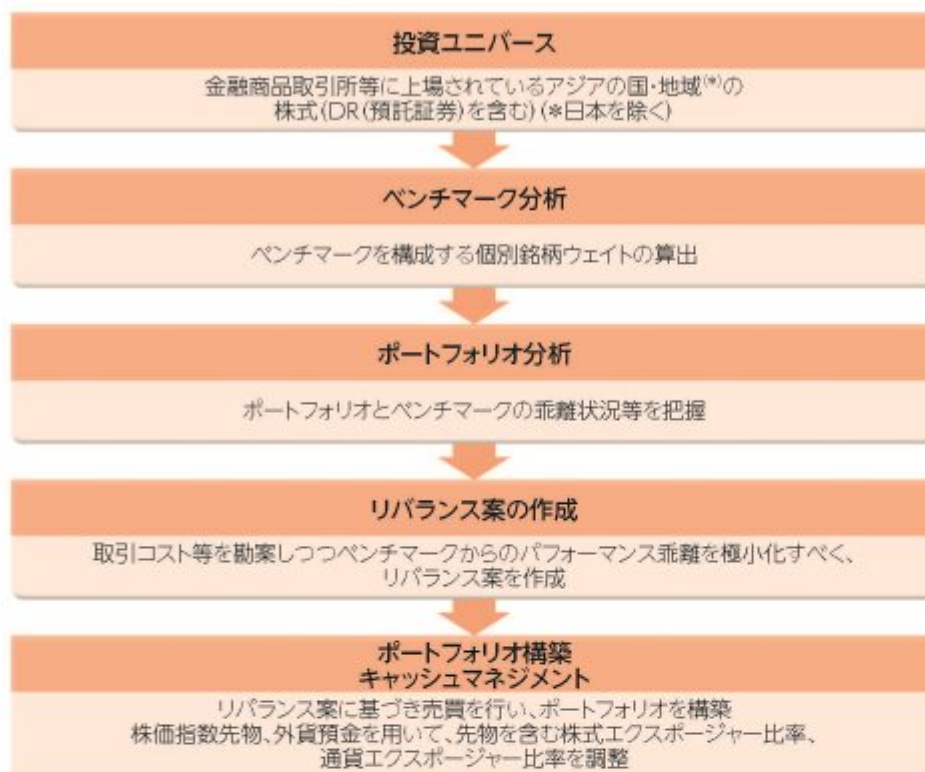 投資ユニバース
金融商品取引所等に上場されているアジアの国・地域(*)の
株式(DR(預託証券)を含む)(*日本を除く)
ベンチマーク分析
ベンチマークを構成する個別銘柄ウェイトの算出
ポートフォリオ分析
ポートフォリオとベンチマークの乖離状況等を把握
リバランス案の作成
取引コスト等を勘案しつつベンチマークからのパフォーマンス乖離を極小化すべく、
リバランス案を作成
ポートフォリオ構築
キャッシュマネジメント
リバランス案に基づき売買を行い、ポートフォリオを構築
株価指数先物、外貨預金を用いて、先物を含む株式エクスポージャー比率、
通貨エクスポージャー比率を調整